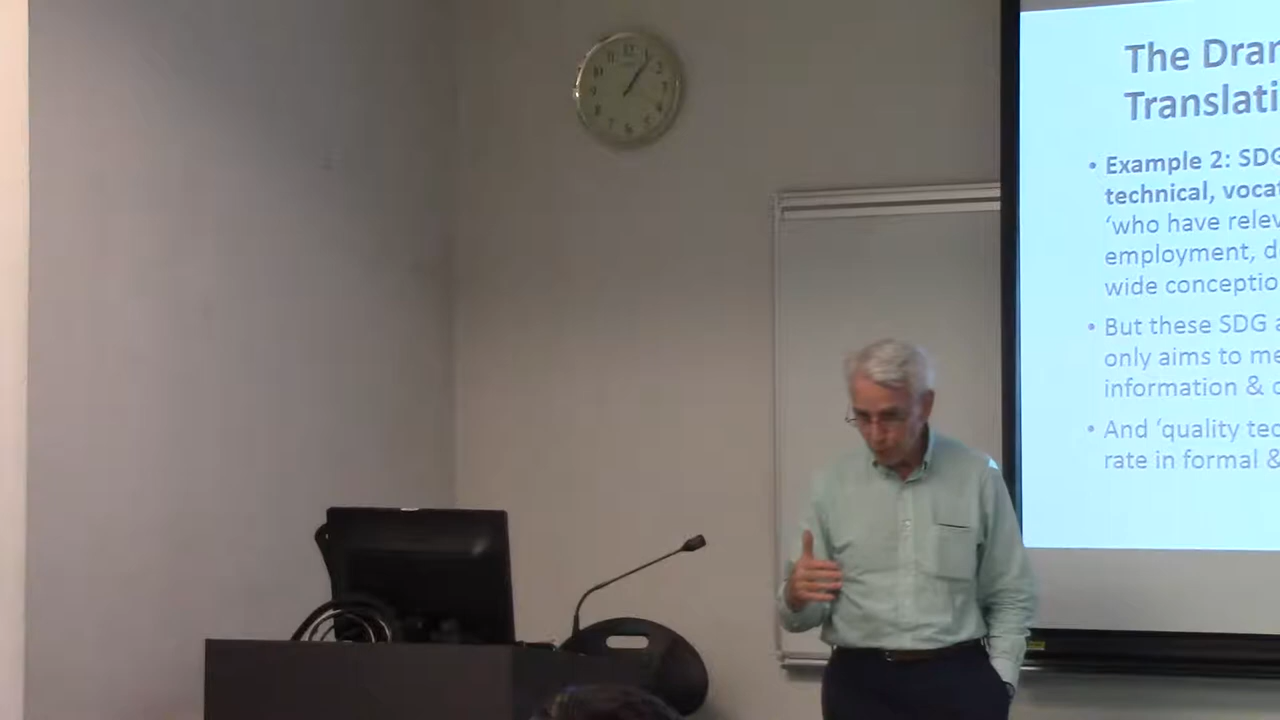 The Dram
Translati
• Example 2: SDG
technical, vocat
‘who have relev
employment, d
wide conceptio
• But these SDG a
only aims to me
information & c
• And ‘quality tec
rate in formal &